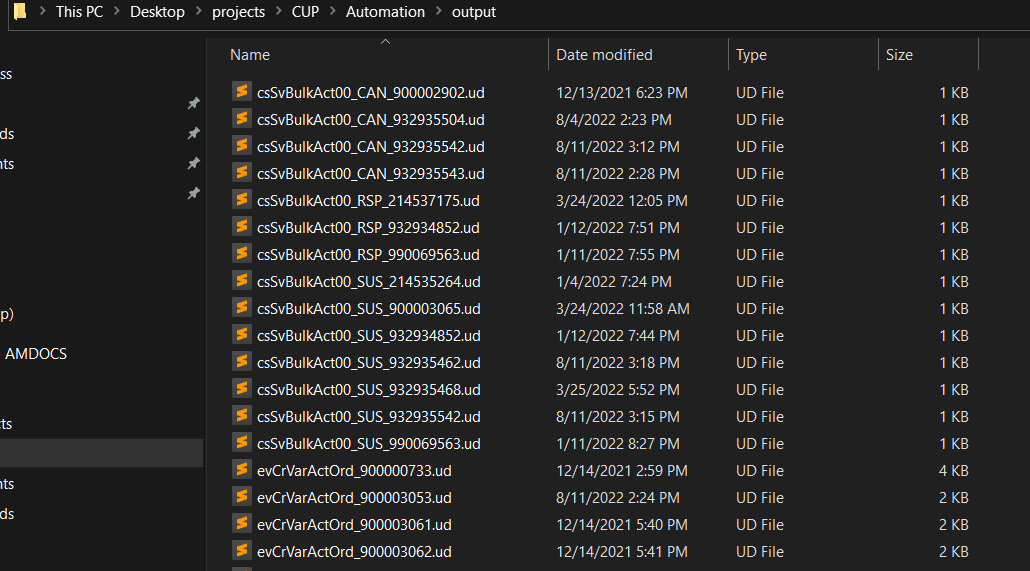 This PC > Desktop > projects > CUP > Automation > output
Name Date modified Type Size
csSvBulkAct00_CAN_900002902.ud 12/13/2021 6:23 PM UD File 1 KB
csSvBulkAct00_CAN_932935504.ud 8/4/2022 2:23 PM UD File 1 KB
csSvBulkAct00_CAN_932935542.ud 8/11/2022 3:12 PM UD File 1 KB
csSvBulkAct00_CAN_932935543.ud 8/11/2022 2:28 PM UD File 1 KB
csSvBulkAct00_RSP_214537175.ud 3/24/2022 12:05 PM UD File 1 KB
csSvBulkAct00_RSP_932934852.ud 1/12/2022 7:51 PM UD File 1 KB
csSvBulkAct00_RSP_990069563.ud 1/11/2022 7:55 PM UD File 1 KB
csSvBulkAct00_SUS_214535264.ud 1/4/2022 7:24 PM UD File 1 KB
csSvBulkAct00_SUS_900003065.ud 3/24/2022 11:58 AM UD File 1 KB
csSvBulkAct00_SUS_932934852.ud 1/12/2022 7:44 PM UD File 1 KB
csSvBulkAct00_SUS_932935462.ud 8/11/2022 3:18 PM UD File 1 KB
csSvBulkAct00_SUS_932935468.ud 3/25/2022 5:52 PM UD File 1 KB
csSvBulkAct00_SUS_932935542.ud 8/11/2022 3:15 PM UD File 1 KB
csSvBulkAct00_SUS_990069563.ud 1/11/2022 8:27 PM UD File 1 KB
evCrVarActOrd_900000733.ud 12/14/2021 2:59 PM UD File 4 KB
evCrVarActOrd_900003053.ud 8/11/2022 2:24 PM UD File 2 KB
evCrVarActOrd_900003061.ud 12/14/2021 5:40 PM UD File 2 KB
evCrVarActOrd_900003062.ud 12/14/2021 5:41 PM UD File 2 KB
ss
ds
nts
p)
AMDOCS
cts
nts
ds